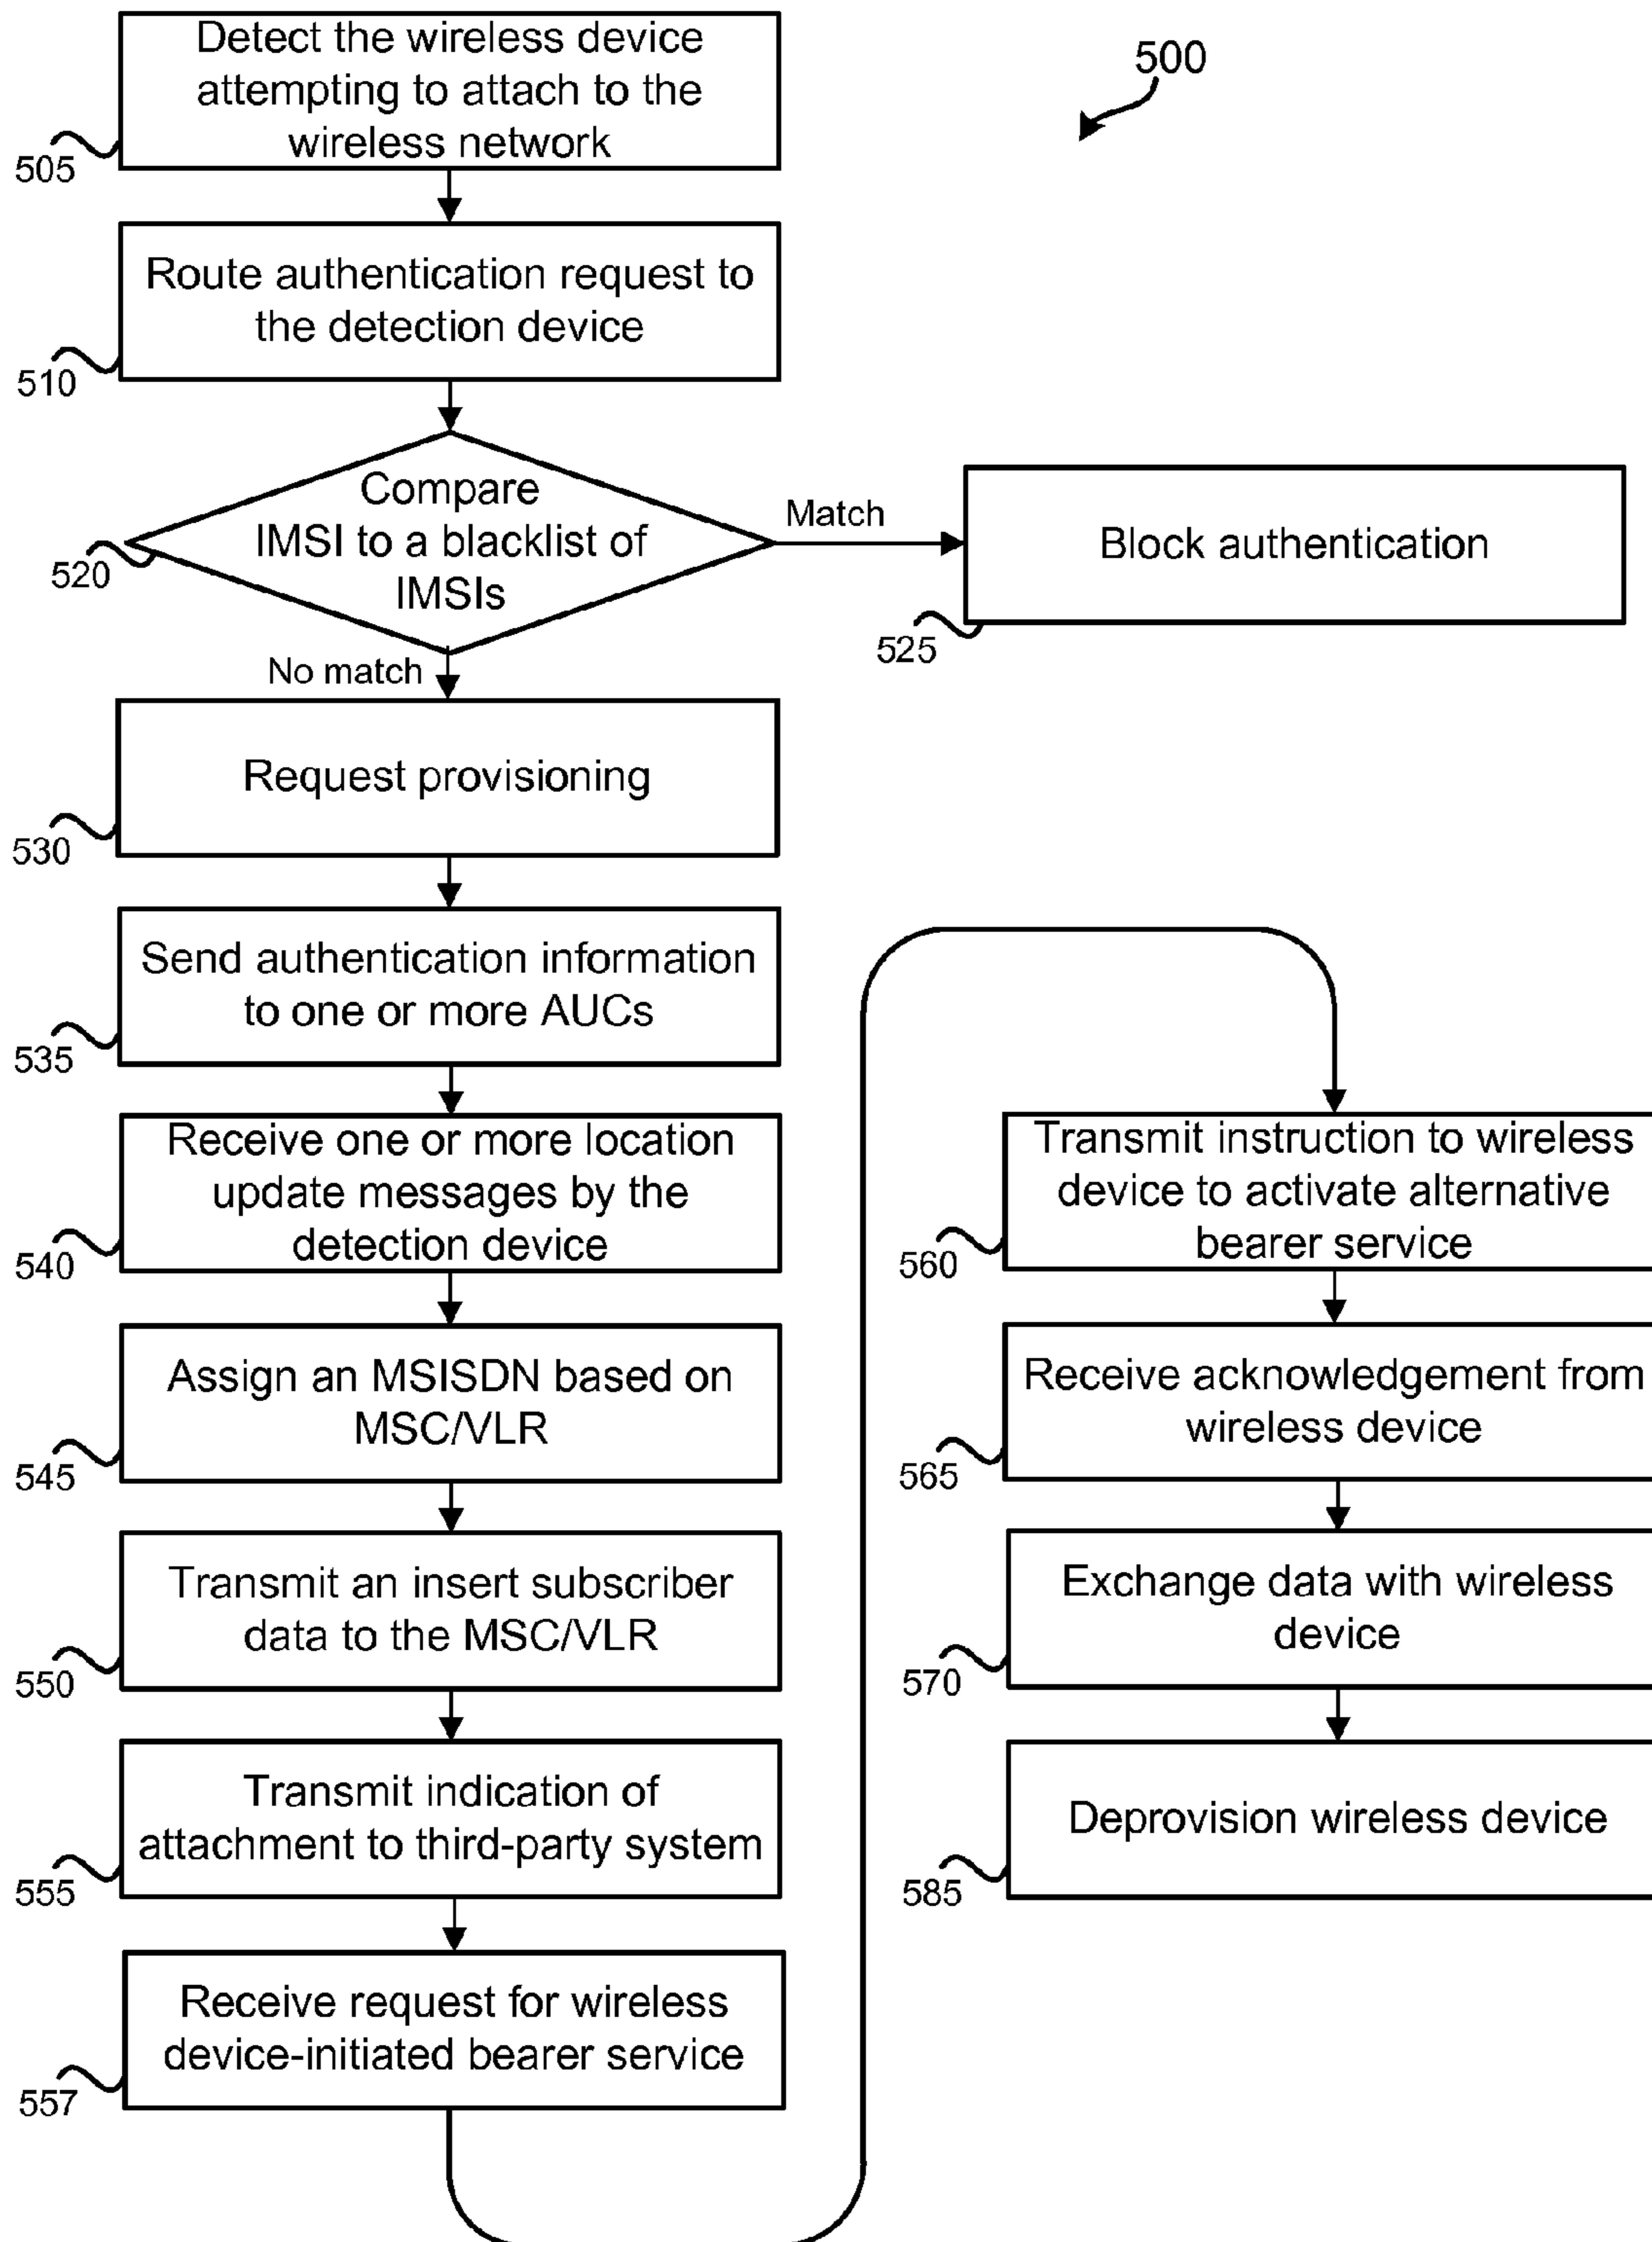 500
Detect the wireless device
attempting to attach to the
wireless network
505
Route authentication request to
the detection device
510
Compare
IMSI to a blacklist of
IMSIs
520
Match
Block authentication
525
No match
Request provisioning
530
Send authentication information
to one or more AUCs
535
Receive one or more location
update messages by the
detection device
540
Assign an MSISDN based on
MSC/VLR
545
Transmit an insert subscriber
data to the MSC/VLR
550
Transmit indication of
attachment to third-party system
555
Receive request for wireless
device-initiated bearer service
557
Transmit instruction to wireless
device to activate alternative
bearer service
560
Receive acknowledgement from
wireless device
565
Exchange data with wireless
device
570
Deprovision wireless device
585